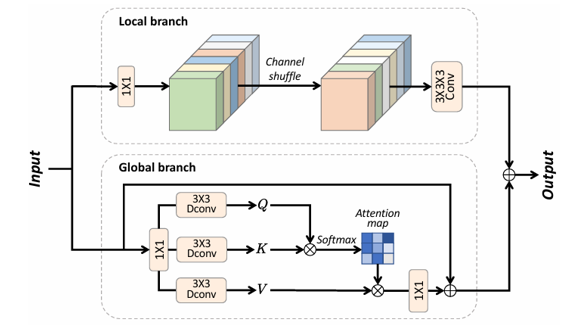 Local branch
1X1
Channel
shuffle
3X3X3
Conv
Input
Output
Global branch
1X1
3X3
Dconv
Q
3X3
Dconv
K
3X3
Dconv
V
Softmax
Attention
map
1X1